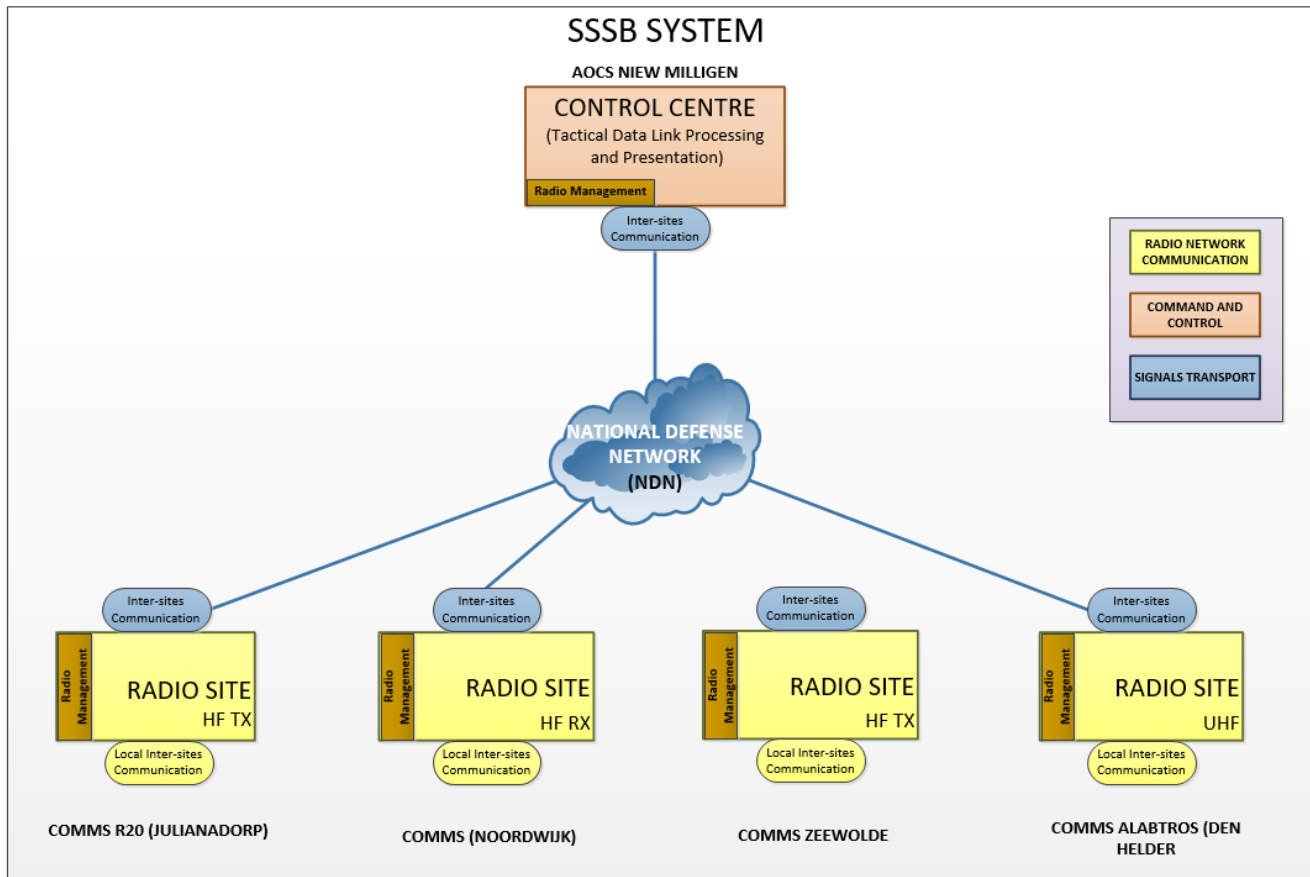 SSSB SYSTEM
AOCS NIEW MILLIGEN
CONTROL CENTRE
(Tactical Data Link Processing
and Presentation)
Radio Management
Inter-sites
Communication
RADIO NETWORK
COMMUNICATION
COMMAND AND
CONTROL
SIGNALS TRANSPORT
NATIONAL DEFENSE
NETWORK
(NDN)
Inter-sites
Communication
Radio
Management
RADIO SITE
HF TX
Local Inter-sites
Communication
COMMS R20 (JULIANADORP)
Inter-sites
Communication
Radio
Management
RADIO SITE
HF RX
Local Inter-sites
Communication
COMMS (NOORDWIJK)
Inter-sites
Communication
Radio
Management
RADIO SITE
HF TX
Local Inter-sites
Communication
COMMS ZEEWOLDE
Inter-sites
Communication
Radio
Management
RADIO SITE
UHF
Local Inter-sites
Communication
COMMS ALABTROS (DEN
HELDER